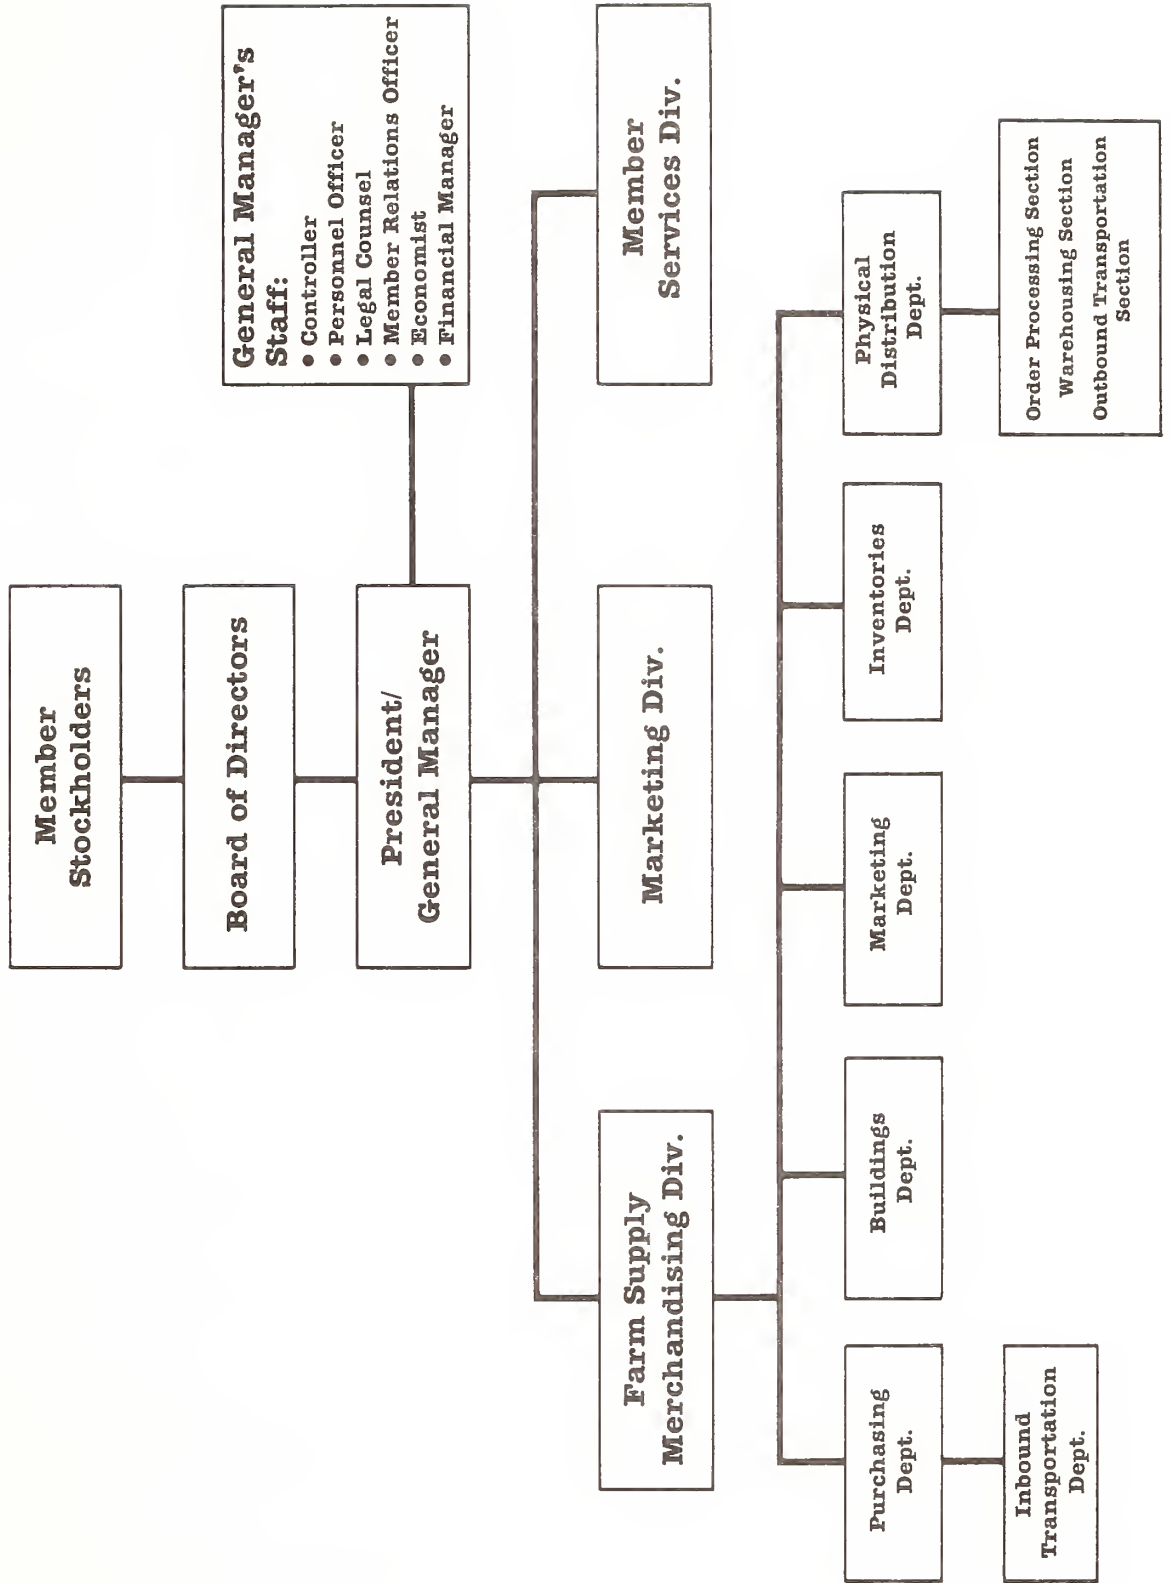 Member
Stockholders
Board of Directors
President/
General Manager
General Manager's
Staff:
• Controller
• Personnel Officer
• Legal Counsel
• Member Relations Officer
• Economist
• Financial Manager
Farm Supply
Merchandising Div.
Marketing Div.
Member
Services Div.
Purchasing
Dept.
Buildings
Dept.
Marketing
Dept.
Inventories
Dept.
Physical
Distribution
Dept.
Inbound
Transportation
Dept.
Order Processing Section
Warehousing Section
Outbound Transportation
Section